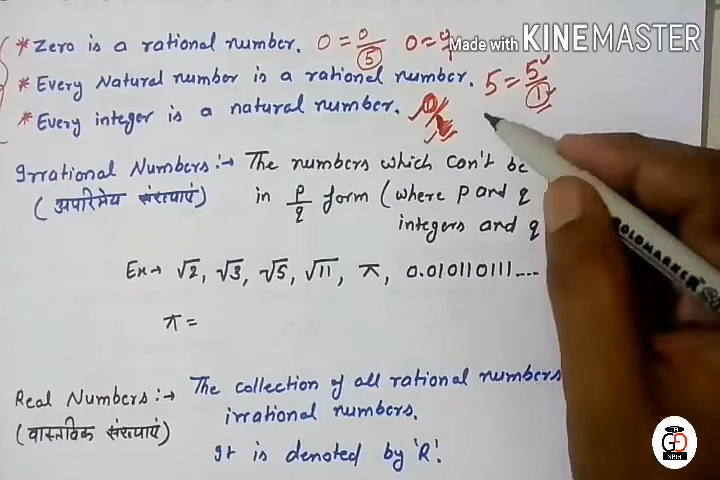 * Zero is a rational number. 0 = 0/5 0 =
Made with KINEMASTER
* Every Natural number is a rational number. 5 = 5/1
* Every integer is a natural number.
Irrational Numbers :→ The numbers which can't be
(अपरिमेय संख्याएं) in p/q form (where p and q
integers and q
Ex → √2, √3, √5, √11, π, 0.010110111....
π =
Real Numbers :→ The collection of all rational numbers
(वास्तविक संख्याएं) irrational numbers.
It is denoted by 'R'.
GOLDMARKER